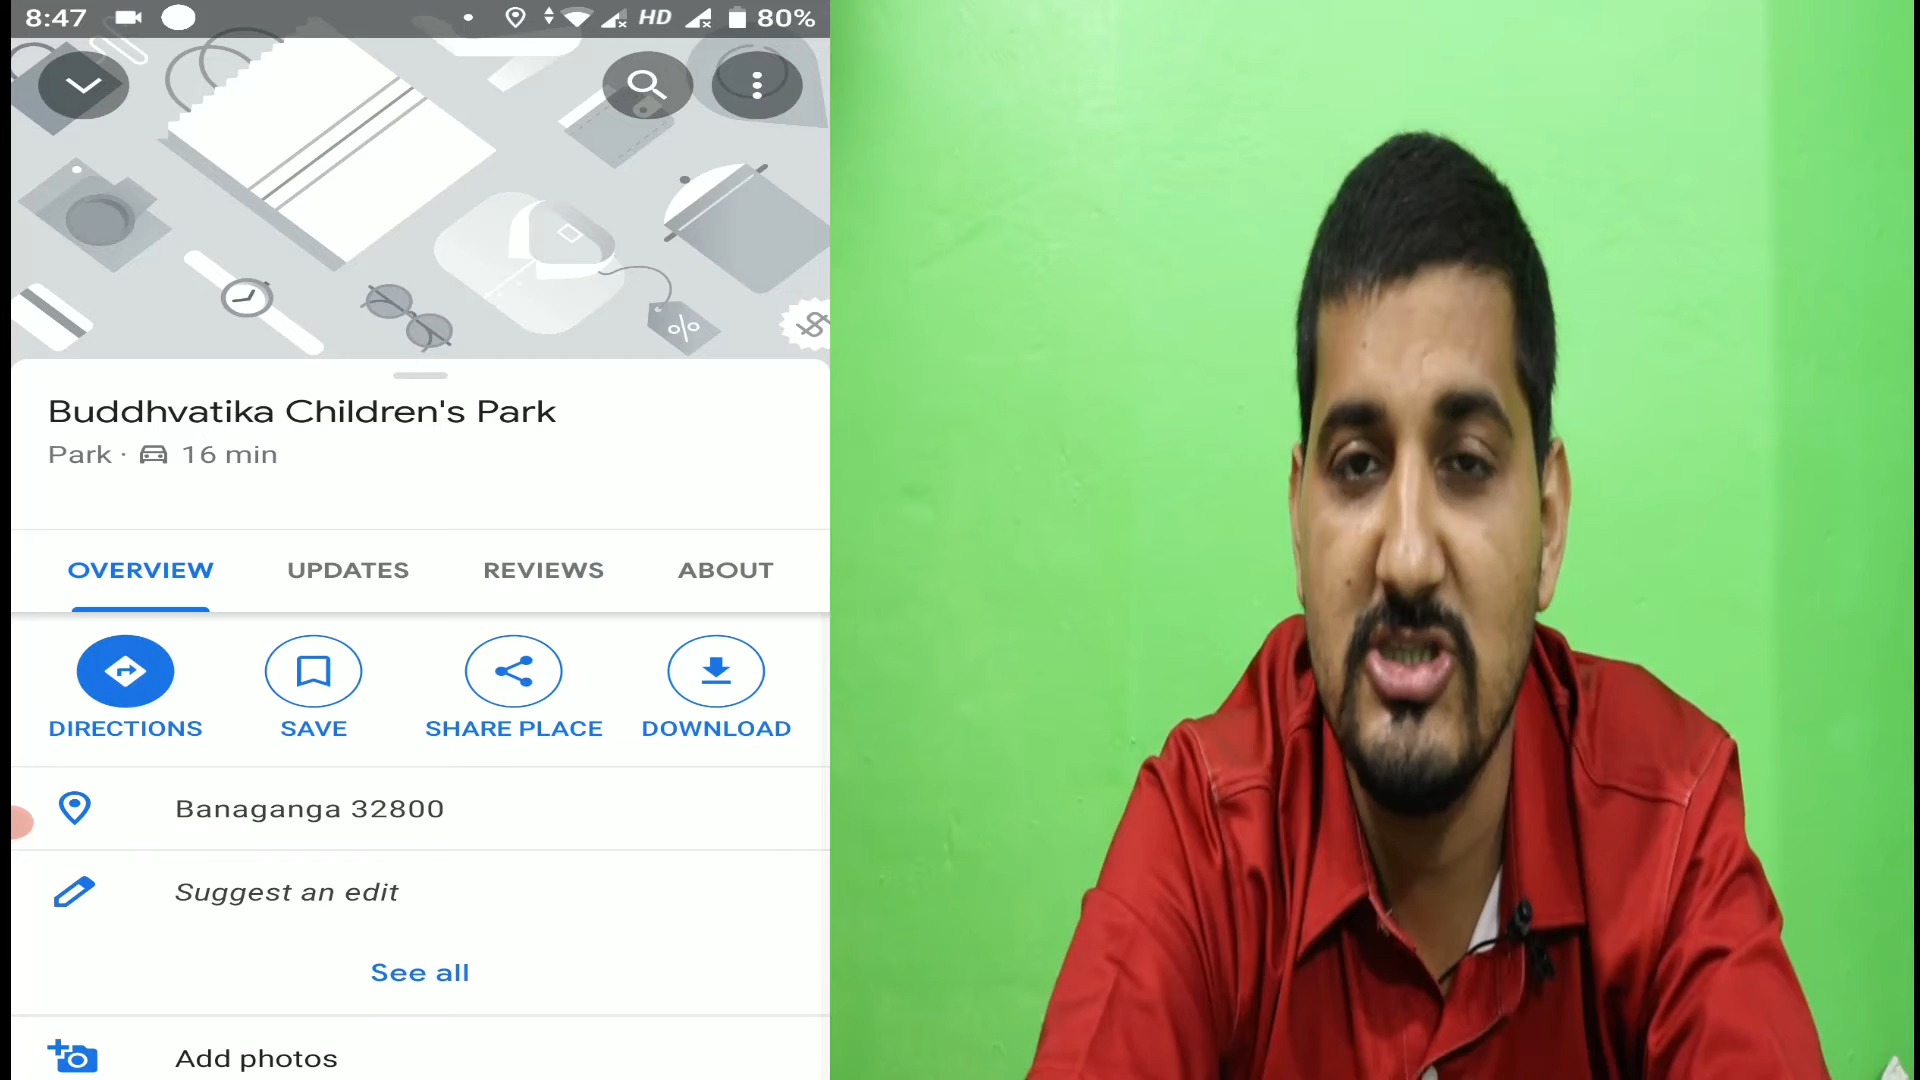 8:47 HD 80%
%
$
Buddhvatika Children's Park
Park · 16 min
OVERVIEW UPDATES REVIEWS ABOUT
DIRECTIONS SAVE SHARE PLACE DOWNLOAD
Banaganga 32800
Suggest an edit
See all
Add photos